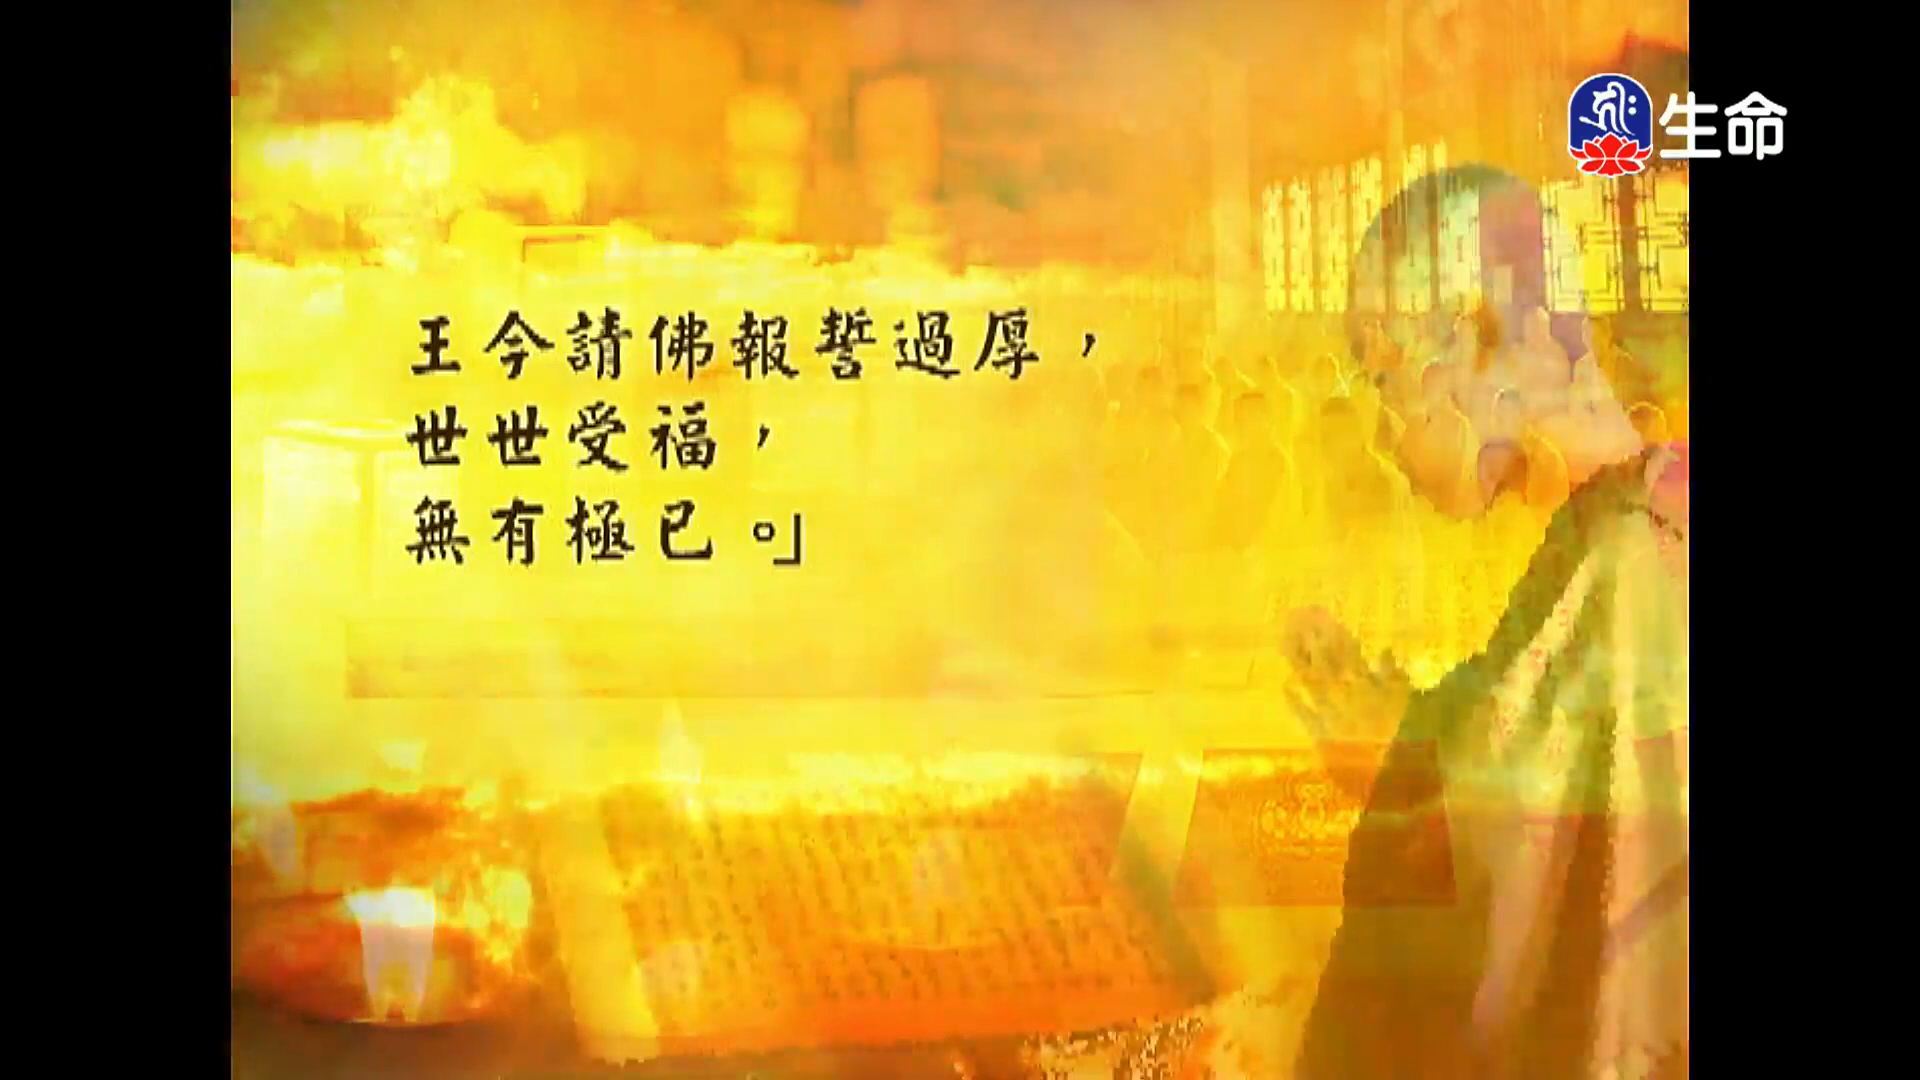 生命
王今請佛報誓過厚，
世世受福，
無有極已。」